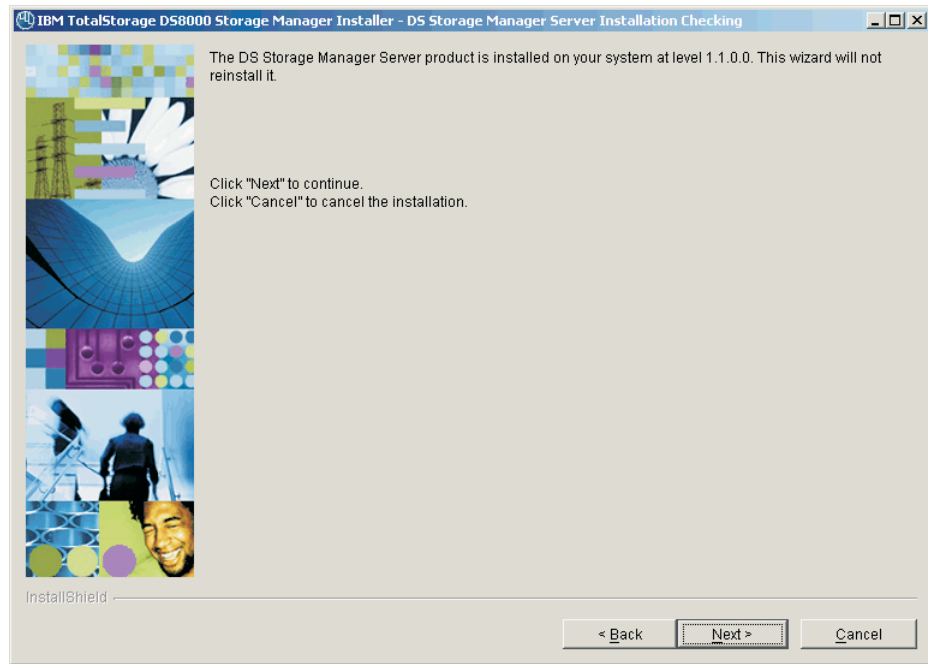 IBM TotalStorage DS8000 Storage Manager Installer - DS Storage Manager Server Installation Checking
The DS Storage Manager Server product is installed on your system at level 1.1.0.0. This wizard will not
reinstall it.
Click "Next" to continue.
Click "Cancel" to cancel the installation.
InstallShield
< Back
Next >
Cancel